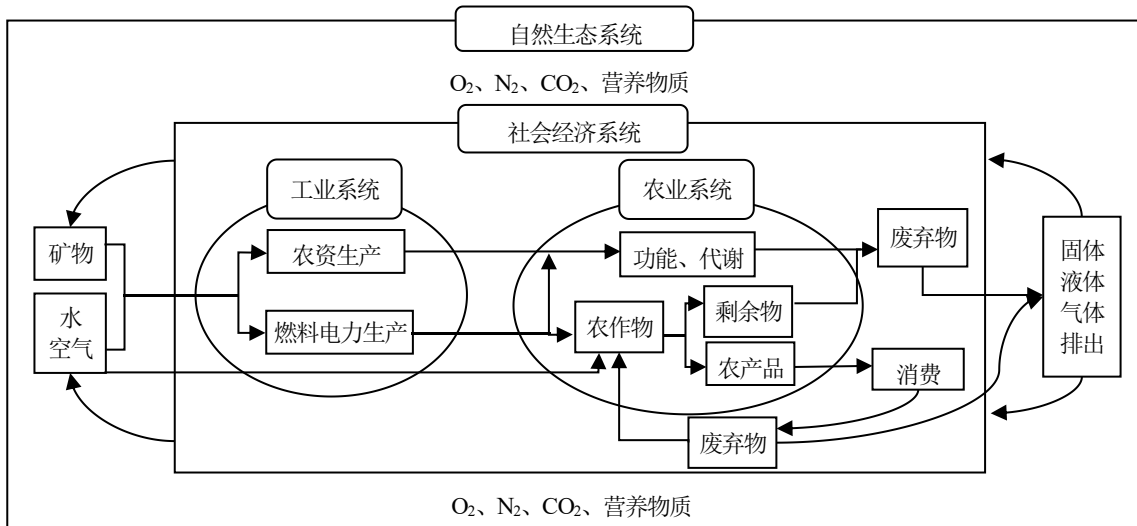 自然生态系统
O₂、N₂、CO₂、营养物质
社会经济系统
工业系统
农业系统
矿物
农资生产
功能、代谢
废弃物
固体
液体
气体
排出
水
空气
燃料电力生产
农作物
剩余物
农产品
消费
废弃物
O₂、N₂、CO₂、营养物质